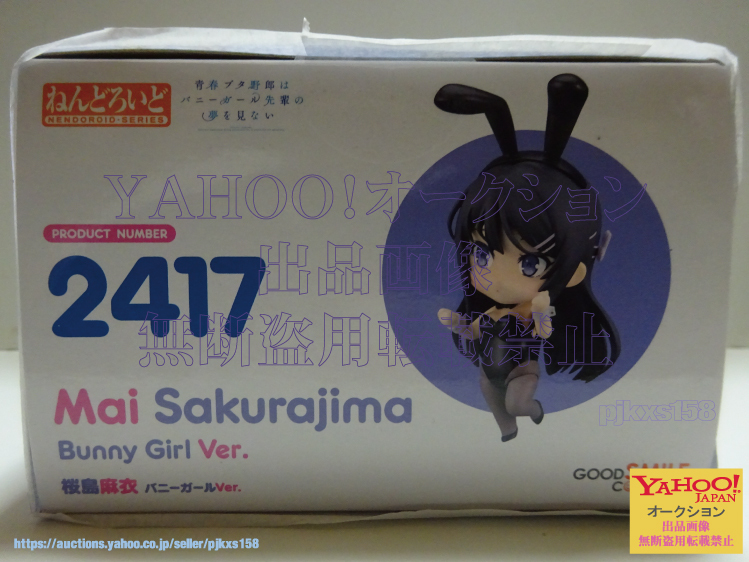 ねんどろいど
NENDOROID-SERIES
青春ブタ野郎は
バニーガール先輩の
夢を見ない
YAHOO!オークション
出品画像
無断盗用転載禁止
PRODUCT NUMBER
2417
Mai Sakurajima
Bunny Girl Ver.
桜島麻衣 バニーガールVer.
pjkxs158
GOOD SMILE
YAHOO!
JAPAN
オークション
出品画像
無断盗用転載禁止
https://auctions.yahoo.co.jp/seller/pjkxs158